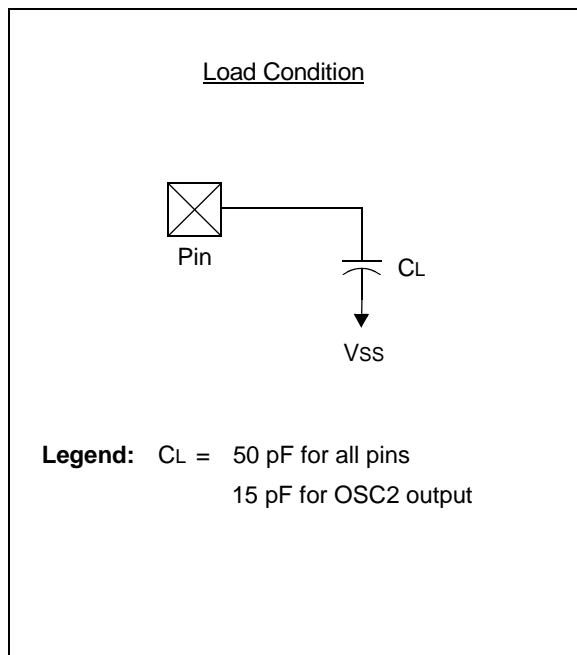 Load Condition
Pin
CL
VSS
Legend: CL = 50 pF for all pins
15 pF for OSC2 output